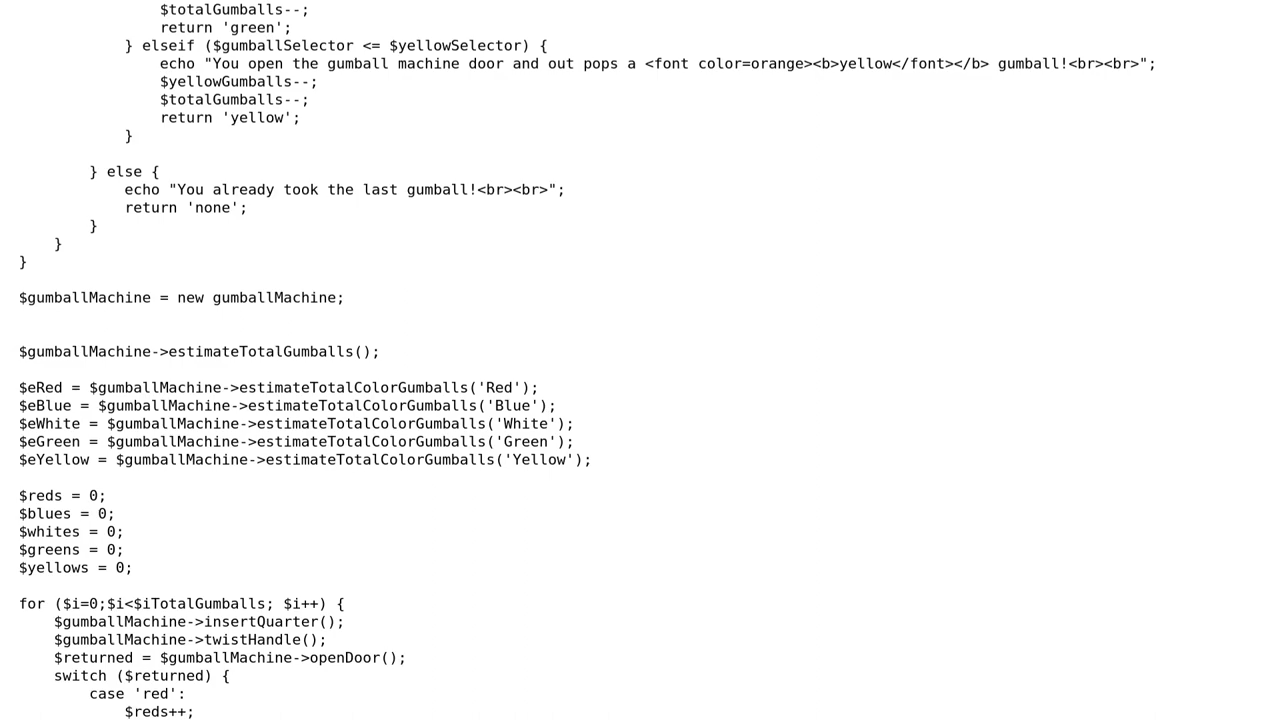 $totalGumballs--;
return 'green';
} elseif ($gumballSelector <= $yellowSelector) {
echo "You open the gumball machine door and out pops a <font color=orange><b>yellow</font></b> gumball!<br><br>";
$yellowGumballs--;
$totalGumballs--;
return 'yellow';
}
} else {
echo "You already took the last gumball!<br><br>";
return 'none';
}
}
}
$gumballMachine = new gumballMachine;
$gumballMachine->estimateTotalGumballs();
$eRed = $gumballMachine->estimateTotalColorGumballs('Red');
$eBlue = $gumballMachine->estimateTotalColorGumballs('Blue');
$eWhite = $gumballMachine->estimateTotalColorGumballs('White');
$eGreen = $gumballMachine->estimateTotalColorGumballs('Green');
$eYellow = $gumballMachine->estimateTotalColorGumballs('Yellow');
$reds = 0;
$blues = 0;
$whites = 0;
$greens = 0;
$yellows = 0;
for ($i=0;$i<$iTotalGumballs; $i++) {
$gumballMachine->insertQuarter();
$gumballMachine->twistHandle();
$returned = $gumballMachine->openDoor();
switch ($returned) {
case 'red':
$reds++;